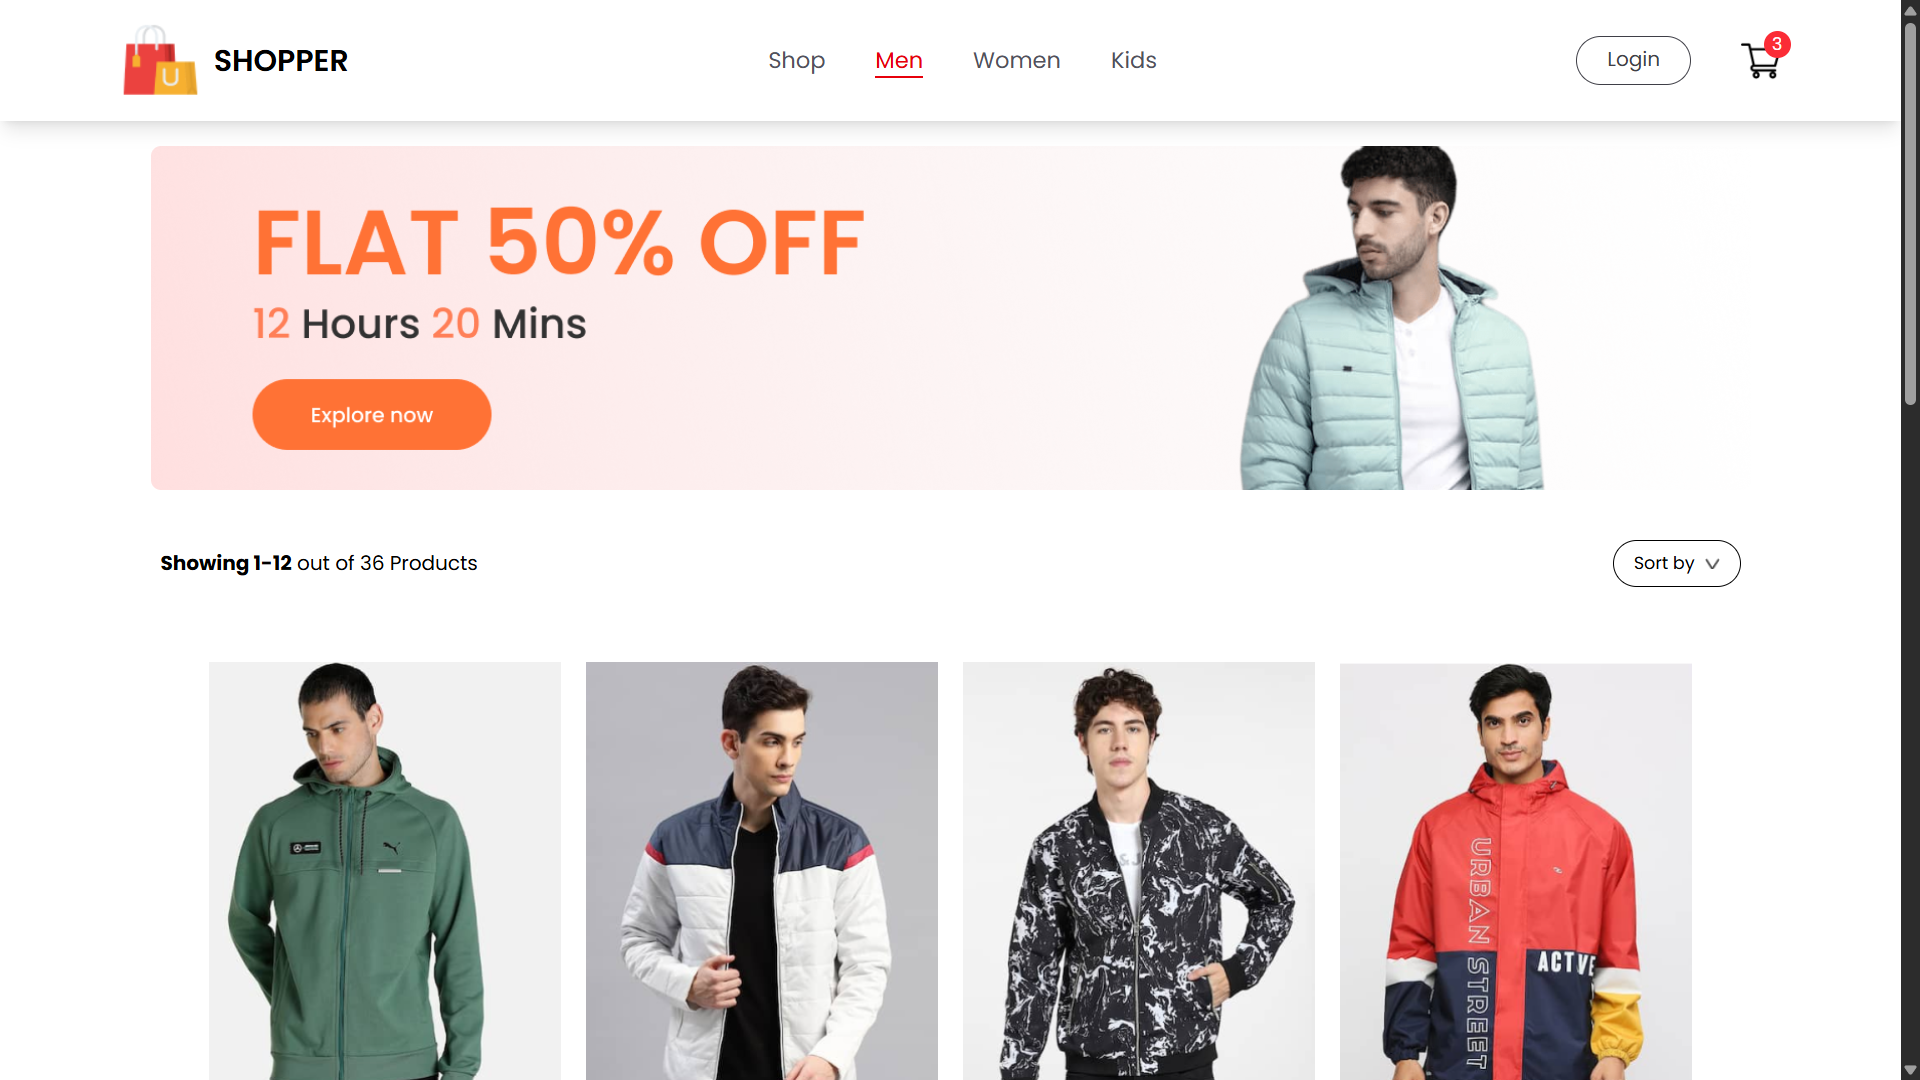 SHOPPER
Shop
Men
Women
Kids
Login
3
U
FLAT 50% OFF
12 Hours 20 Mins
Explore now
Showing 1-12 out of 36 Products
Sort by
URBAN STREET
ACTIVE